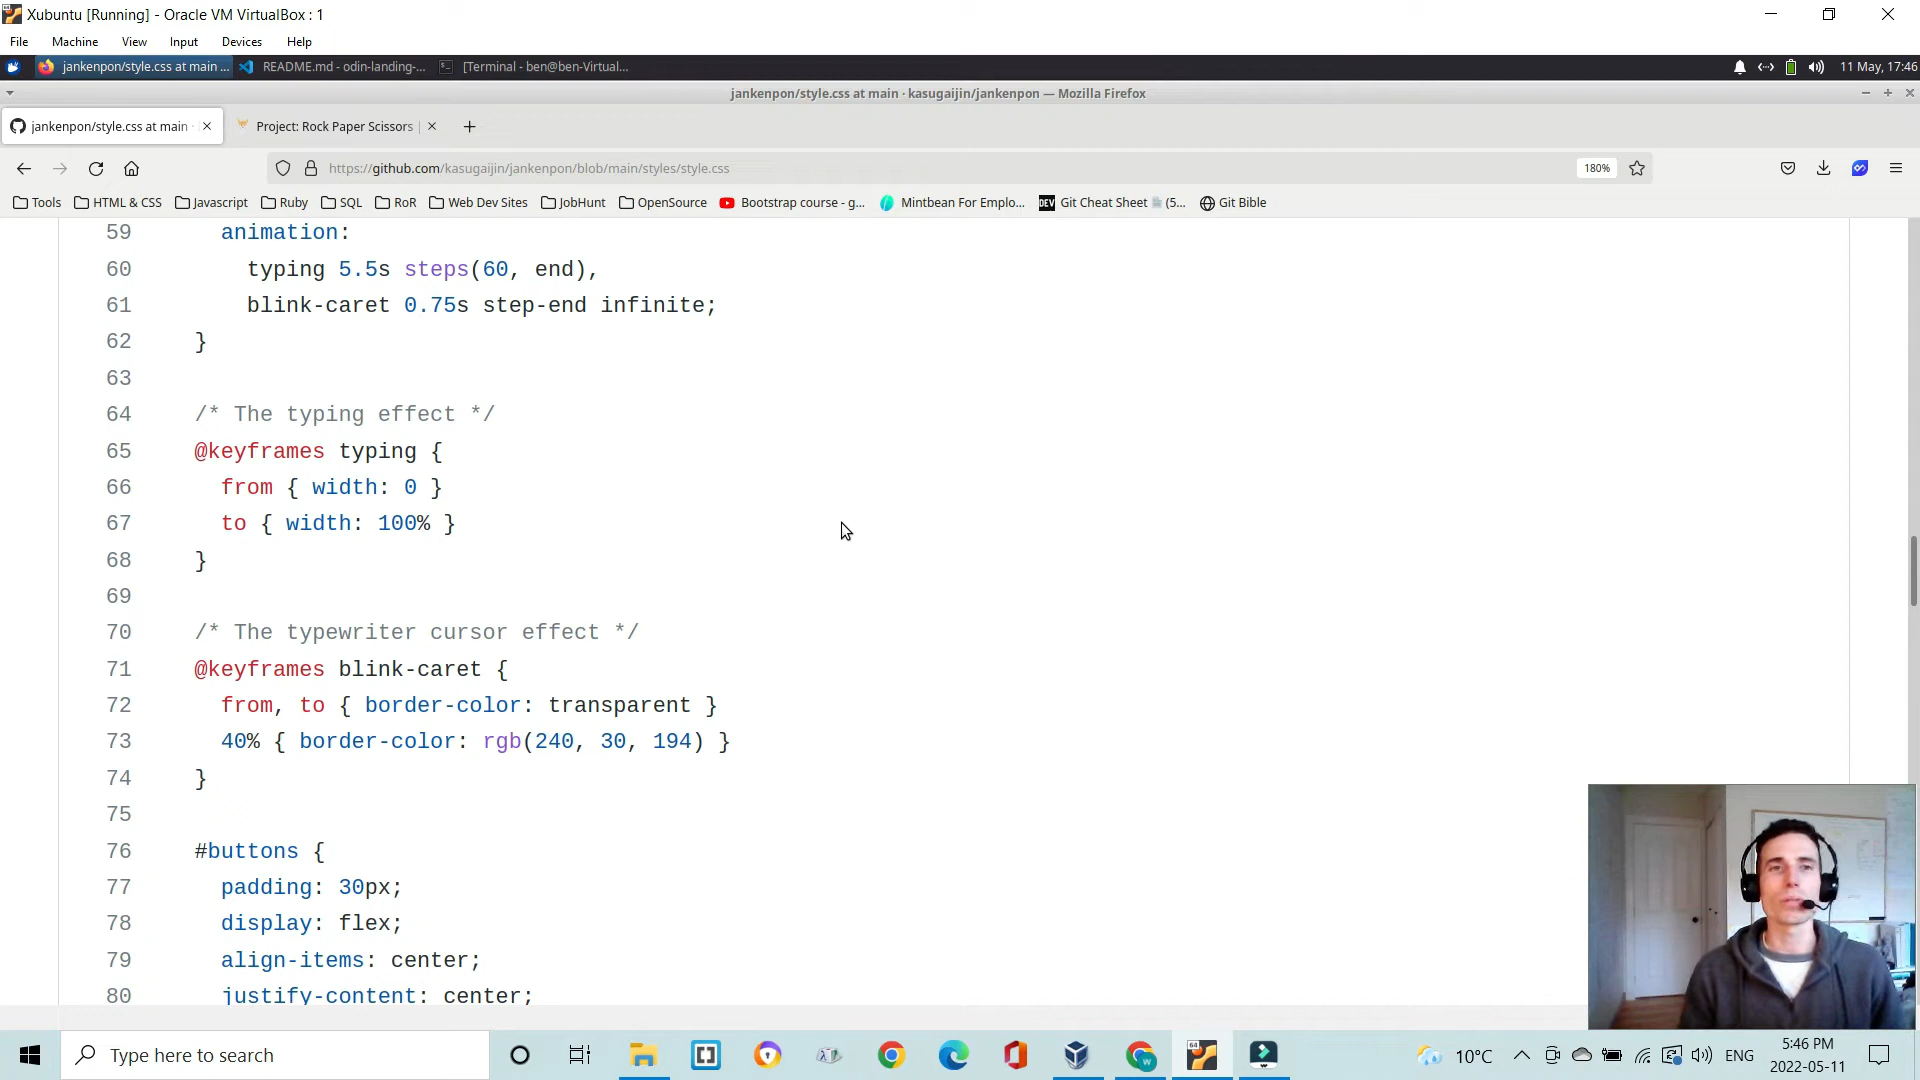 Xubuntu [Running] - Oracle VM VirtualBox : 1
File Machine View Input Devices Help
jankenpon/style.css at main ... README.md - odin-landing-... [Terminal - ben@ben-Virtual... 11 May, 17:46
jankenpon/style.css at main · kasugaijin/jankenpon — Mozilla Firefox
jankenpon/style.css at main · Project: Rock Paper Scissors
https://github.com/kasugaijin/jankenpon/blob/main/styles/style.css 180%
Tools HTML & CSS Javascript Ruby SQL RoR Web Dev Sites JobHunt OpenSource Bootstrap course - g... Mintbean For Emplo... DEV Git Cheat Sheet (5... Git Bible
59 animation:
60 typing 5.5s steps(60, end),
61 blink-caret 0.75s step-end infinite;
62 }
63
64 /* The typing effect */
65 @keyframes typing {
66 from { width: 0 }
67 to { width: 100% }
68 }
69
70 /* The typewriter cursor effect */
71 @keyframes blink-caret {
72 from, to { border-color: transparent }
73 40% { border-color: rgb(240, 30, 194) }
74 }
75
76 #buttons {
77 padding: 30px;
78 display: flex;
79 align-items: center;
80 justify-content: center;
Type here to search 64 10°C ENG 5:46 PM
2022-05-11